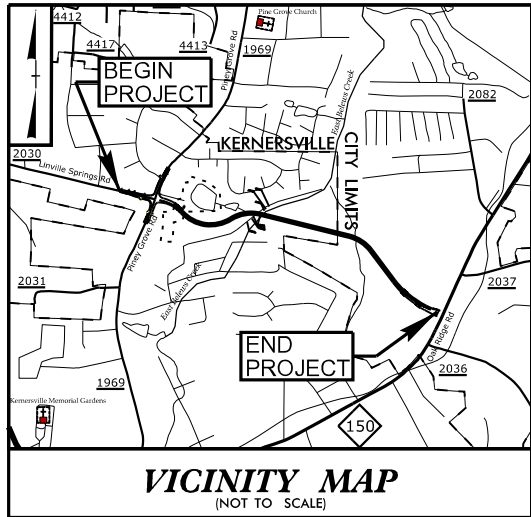 4412
Pine Grove Church
4417
4413
Piney Grove Rd
1969
BEGIN
PROJECT
2082
East Belews Creek
KERNERSVILLE
CITY LIMITS
2030
Linville Springs Rd
Piney Grove Rd
2031
East Belews Creek
2037
END
PROJECT
Oak Ridge Rd
2036
1969
Kernersville Memorial Gardens
150
VICINITY MAP
(NOT TO SCALE)